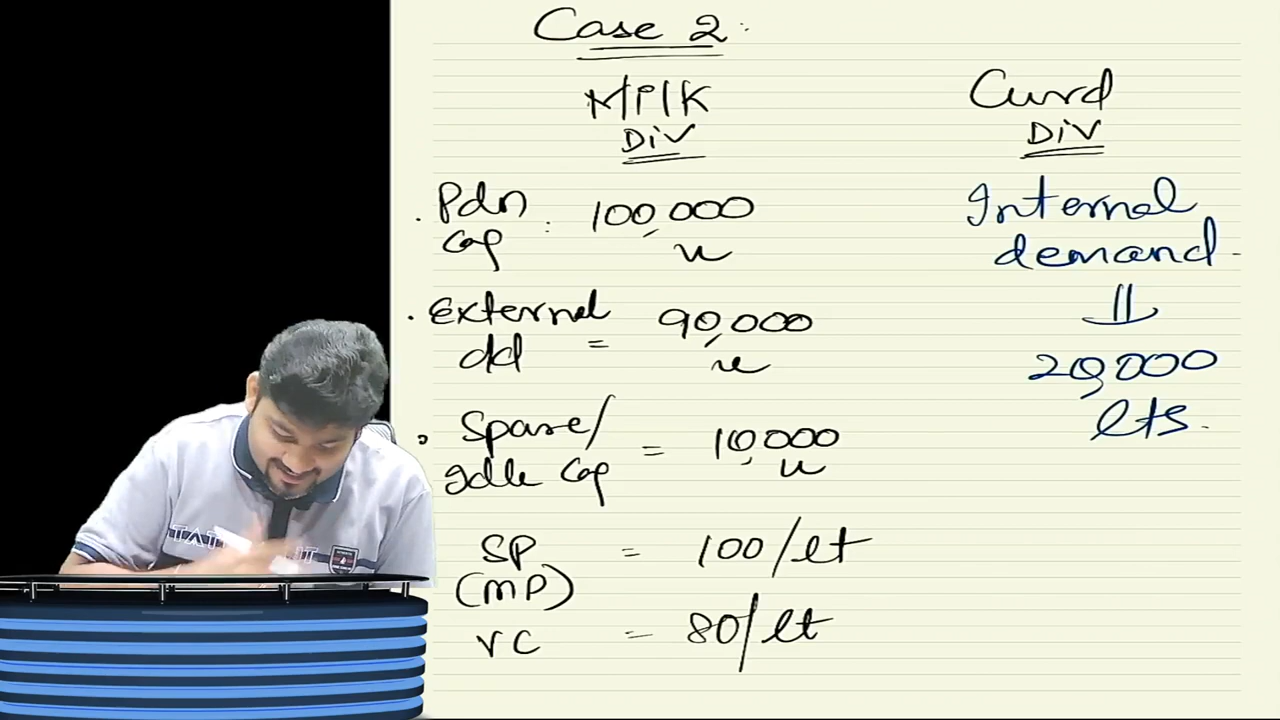 Case 2:
Milk
Div
Curd
Div
. Pdn
Cap : 100,000
u
Internal
demand.
. External
dd = 90,000
u
20,000
lts.
. Spare/
Idle Cap = 10,000
u
SP = 100/lt
(MP)
VC = 80/lt